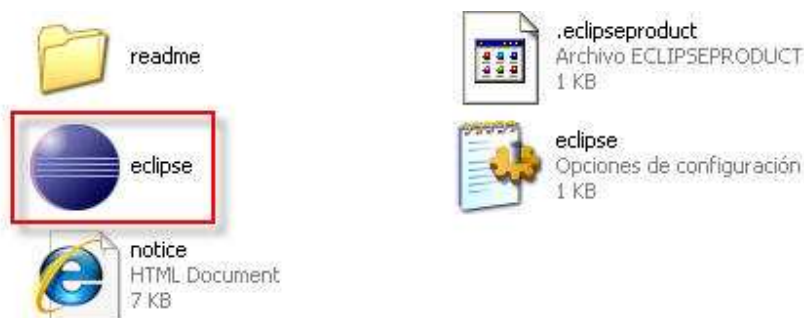 readme
.eclipseproduct
Archivo ECLIPSEPRODUCT
1 KB
eclipse
eclipse
Opciones de configuración
1 KB
notice
HTML Document
7 KB